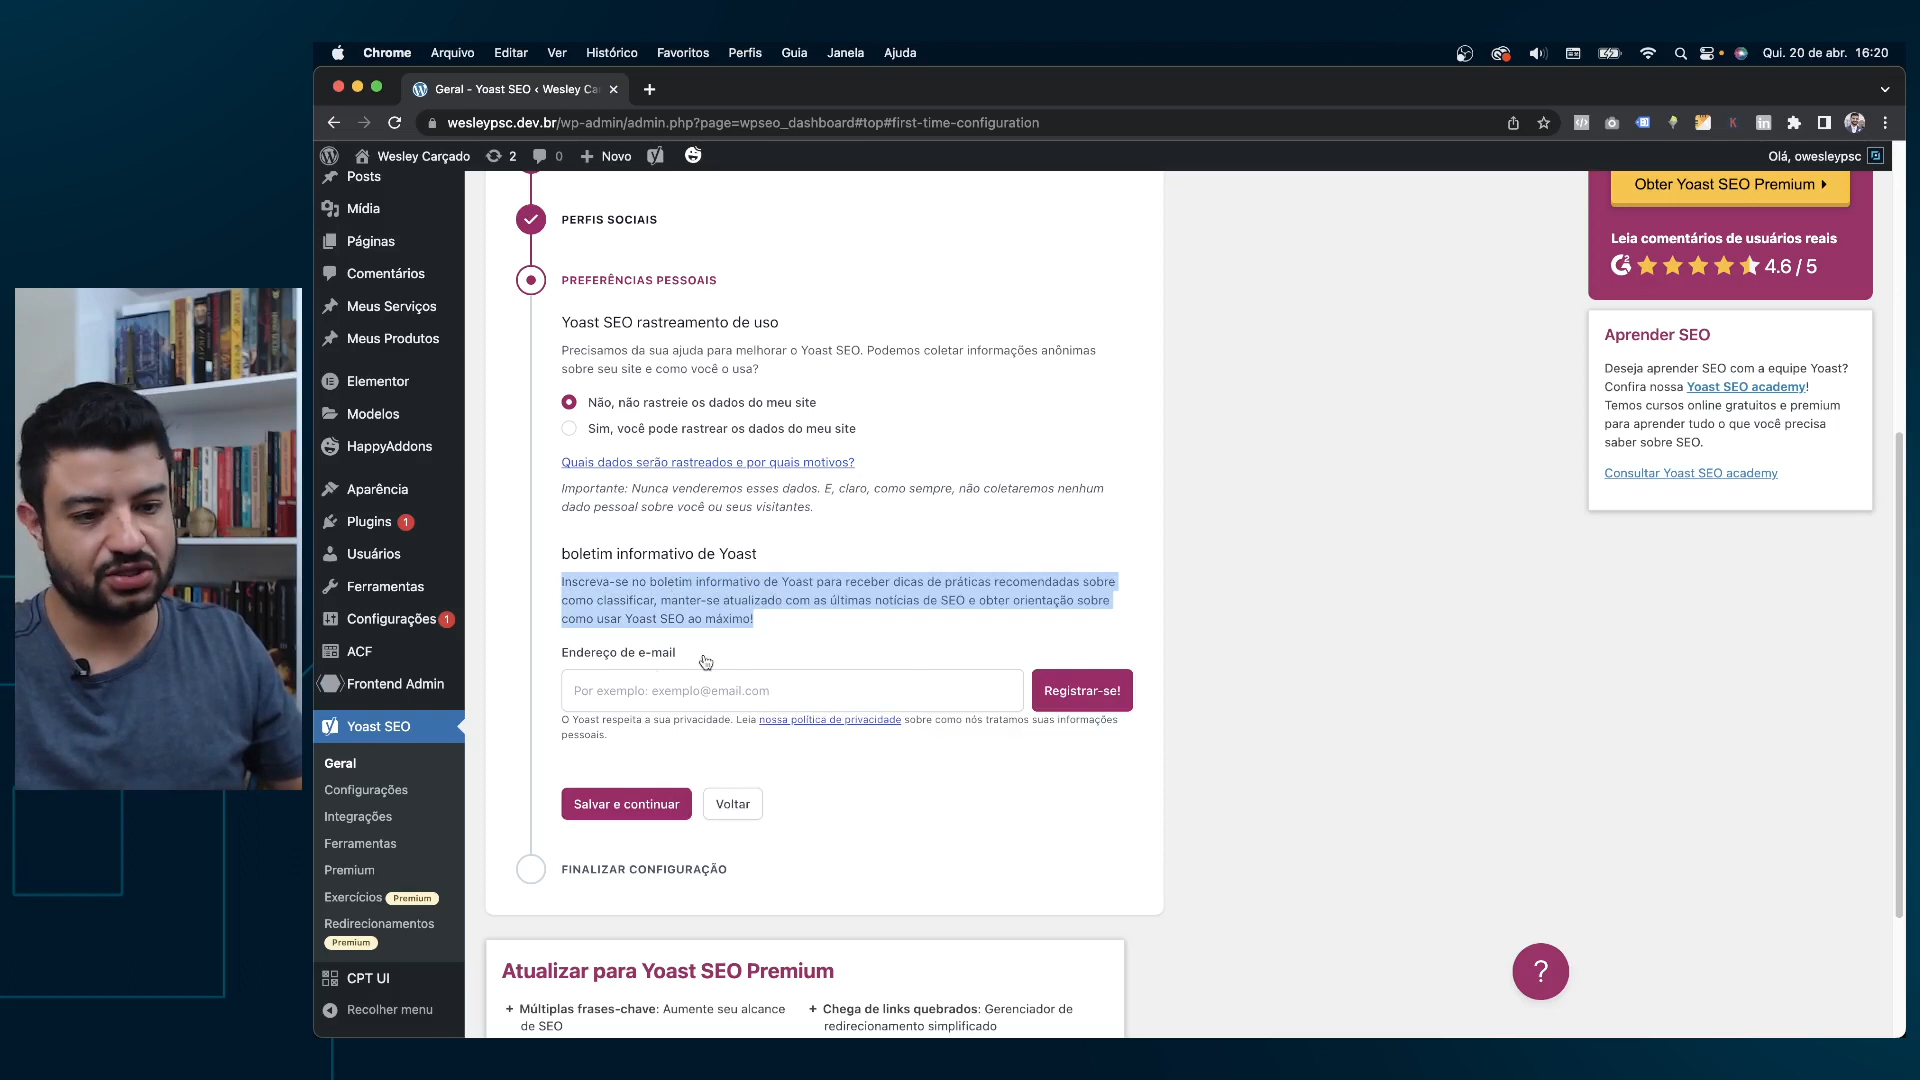 Chrome Arquivo Editar Ver Histórico Favoritos Perfis Guia Janela Ajuda
Qui. 20 de abr. 16:20
Geral - Yoast SEO ‹ Wesley Ca
wesleypsc.dev.br/wp-admin/admin.php?page=wpseo_dashboard#top#first-time-configuration
Wesley Carçado 2 0 Novo
Olá, owesleypsc
Posts
Mídia
Páginas
Comentários
Meus Serviços
Meus Produtos
Elementor
Modelos
HappyAddons
Aparência
Plugins 1
Usuários
Ferramentas
Configurações 1
ACF
Frontend Admin
Yoast SEO
Geral
Configurações
Integrações
Ferramentas
Premium
Exercícios Premium
Redirecionamentos
Premium
CPT UI
Recolher menu
PERFIS SOCIAIS
PREFERÊNCIAS PESSOAIS
Yoast SEO rastreamento de uso
Precisamos da sua ajuda para melhorar o Yoast SEO. Podemos coletar informações anônimas
sobre seu site e como você o usa?
Não, não rastreie os dados do meu site
Sim, você pode rastrear os dados do meu site
Quais dados serão rastreados e por quais motivos?
Importante: Nunca venderemos esses dados. E, claro, como sempre, não coletaremos nenhum
dado pessoal sobre você ou seus visitantes.
boletim informativo de Yoast
Inscreva-se no boletim informativo de Yoast para receber dicas de práticas recomendadas sobre
como classificar, manter-se atualizado com as últimas notícias de SEO e obter orientação sobre
como usar Yoast SEO ao máximo!
Endereço de e-mail
Por exemplo: exemplo@email.com
Registrar-se!
O Yoast respeita a sua privacidade. Leia nossa política de privacidade sobre como nós tratamos suas informações
pessoais.
Salvar e continuar Voltar
FINALIZAR CONFIGURAÇÃO
Atualizar para Yoast SEO Premium
+ Múltiplas frases-chave: Aumente seu alcance
de SEO
+ Chega de links quebrados: Gerenciador de
redirecionamento simplificado
Obter Yoast SEO Premium
Leia comentários de usuários reais
4.6 / 5
Aprender SEO
Deseja aprender SEO com a equipe Yoast?
Confira nossa Yoast SEO academy!
Temos cursos online gratuitos e premium
para aprender tudo o que você precisa
saber sobre SEO.
Consultar Yoast SEO academy
?